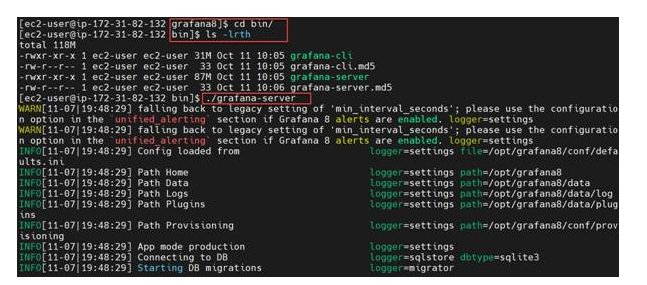 [ec2-user@ip-172-31-82-132 grafana8]$ cd bin/
[ec2-user@ip-172-31-82-132 bin]$ ls -lrth
total 118M
-rwxr-xr-x 1 ec2-user ec2-user 31M Oct 11 10:05 grafana-cli
-rw-r--r-- 1 ec2-user ec2-user  33 Oct 11 10:05 grafana-cli.md5
-rwxr-xr-x 1 ec2-user ec2-user 87M Oct 11 10:05 grafana-server
-rw-r--r-- 1 ec2-user ec2-user  33 Oct 11 10:06 grafana-server.md5
[ec2-user@ip-172-31-82-132 bin]$ ./grafana-server
WARN[11-07|19:48:29] falling back to legacy setting of 'min_interval_seconds'; please use the configuratio
n option in the `unified_alerting` section if Grafana 8 alerts are enabled. logger=settings
WARN[11-07|19:48:29] falling back to legacy setting of 'min_interval_seconds'; please use the configuratio
n option in the `unified_alerting` section if Grafana 8 alerts are enabled. logger=settings
INFO[11-07|19:48:29] Config loaded from logger=settings file=/opt/grafana8/conf/defa
ults.ini
INFO[11-07|19:48:29] Path Home logger=settings path=/opt/grafana8
INFO[11-07|19:48:29] Path Data logger=settings path=/opt/grafana8/data
INFO[11-07|19:48:29] Path Logs logger=settings path=/opt/grafana8/data/log
INFO[11-07|19:48:29] Path Plugins logger=settings path=/opt/grafana8/data/plug
ins
INFO[11-07|19:48:29] Path Provisioning logger=settings path=/opt/grafana8/conf/prov
isioning
INFO[11-07|19:48:29] App mode production logger=settings
INFO[11-07|19:48:29] Connecting to DB logger=sqlstore dbtype=sqlite3
INFO[11-07|19:48:29] Starting DB migrations logger=migrator